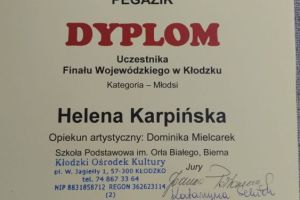 PEGAZIK
DYPLOM
Uczestnika
Finału Wojewódzkiego w Kłodzku
Kategoria – Młodsi
Helena Karpińska
Opiekun artystyczny: Dominika Mielcarek
Szkoła Podstawowa im. Orła Białego, Bierna
Kłodzki Ośrodek Kultury
pl. W. Jagiełły 1, 57-300 KŁODZKO
tel. 74 867 33 64
NIP 8831858712 REGON 362623114
(2)
Jury